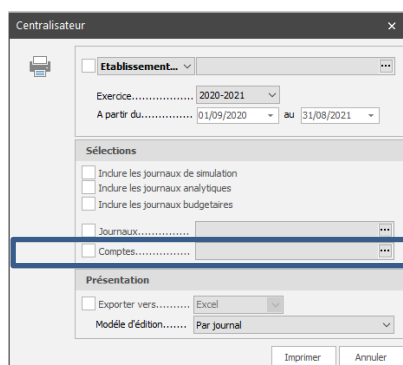 Centralisateur ×
Etablissement...
Exercice.................. 2020-2021
A partir du............... 01/09/2020 au 31/08/2021
Sélections
Inclure les journaux de simulation
Inclure les journaux analytiques
Inclure les journaux budgetaires
Journaux...............
Comptes................
Présentation
Exporter vers.......... Excel
Modéle d'édition....... Par journal
Imprimer Annuler